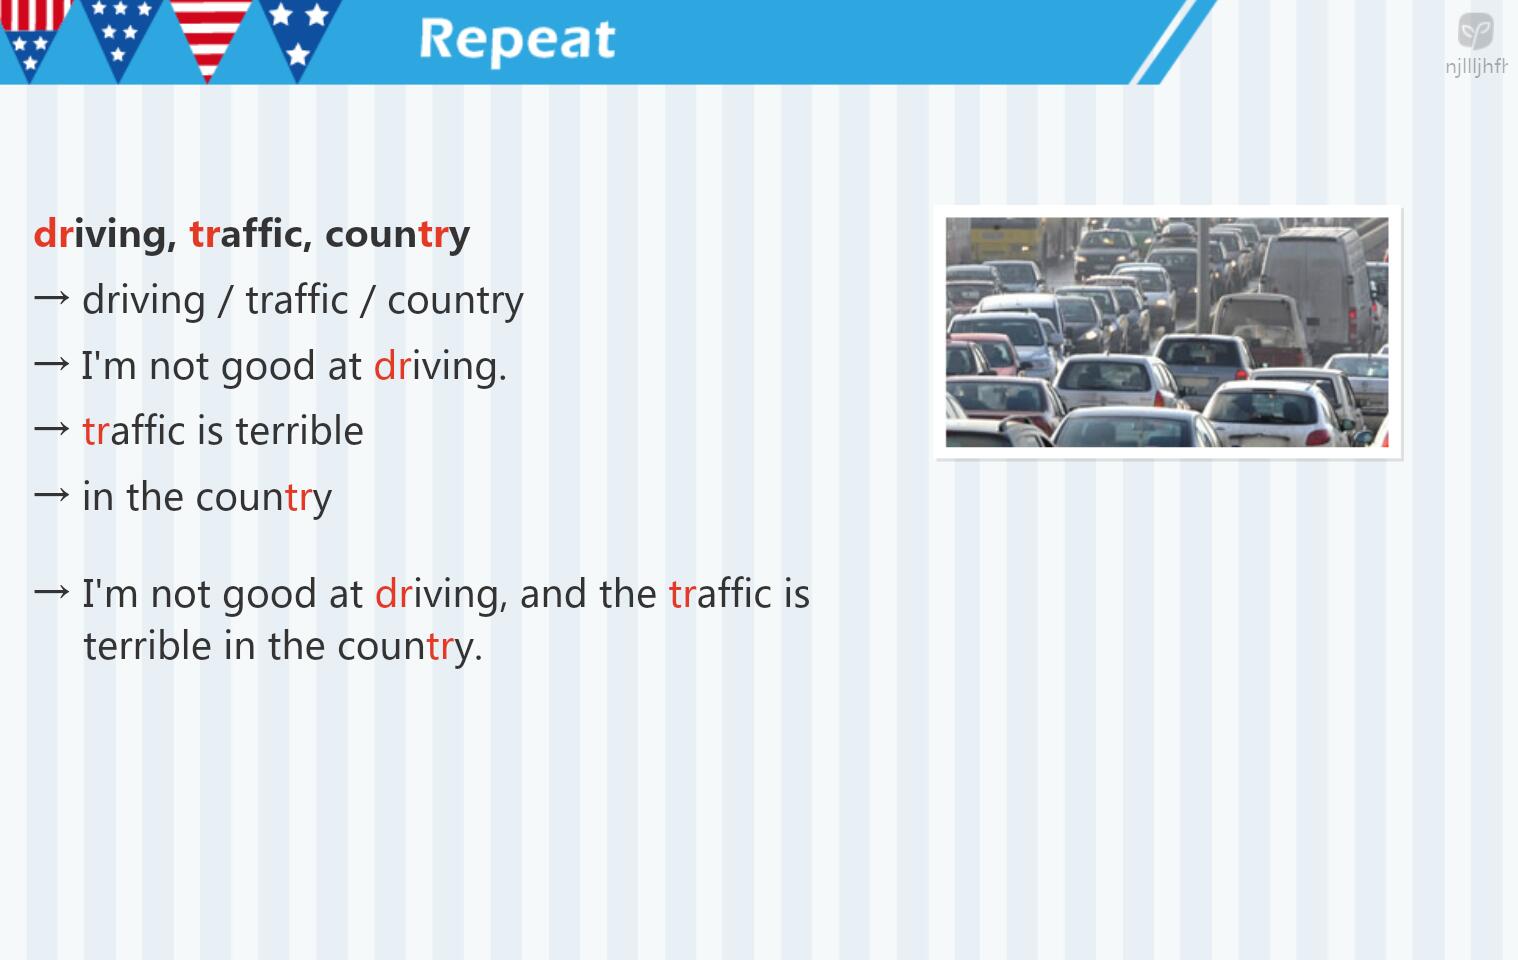 Repeat
njllljhfh
driving, traffic, country
→ driving / traffic / country
→ I'm not good at driving.
→ traffic is terrible
→ in the country
→ I'm not good at driving, and the traffic is
terrible in the country.